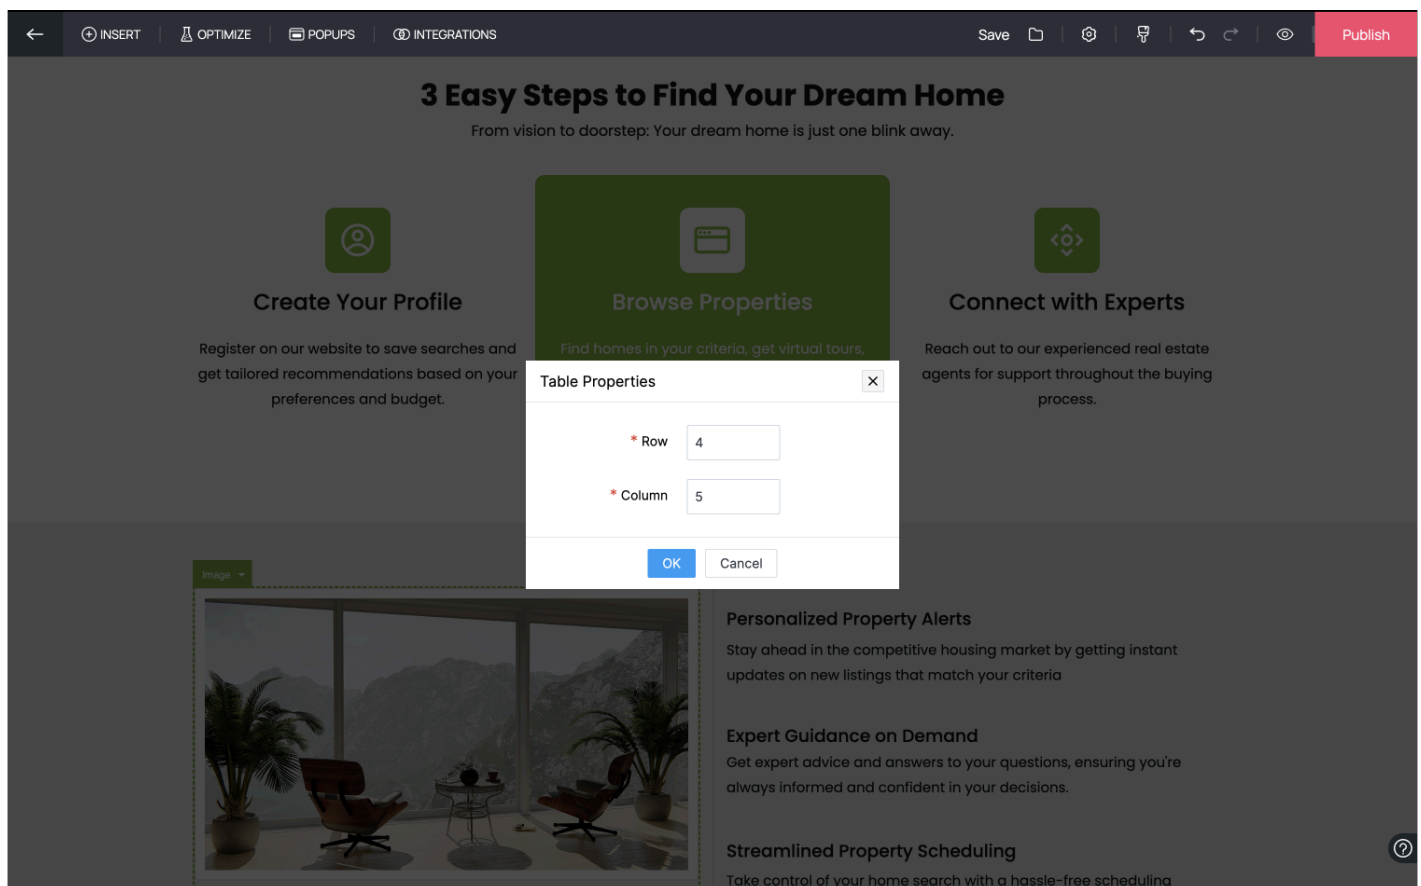 INSERT
OPTIMIZE
POPUPS
INTEGRATIONS
Save
Publish
3 Easy Steps to Find Your Dream Home
From vision to doorstep: Your dream home is just one blink away.
Create Your Profile
Register on our website to save searches and
get tailored recommendations based on your
preferences and budget.
Browse Properties
Find homes in your criteria, get virtual tours,
Connect with Experts
Reach out to our experienced real estate
agents for support throughout the buying
process.
Table Properties
* Row 4
* Column 5
OK Cancel
Image
Personalized Property Alerts
Stay ahead in the competitive housing market by getting instant
updates on new listings that match your criteria
Expert Guidance on Demand
Get expert advice and answers to your questions, ensuring you're
always informed and confident in your decisions.
Streamlined Property Scheduling
Take control of your home search with a hassle-free scheduling